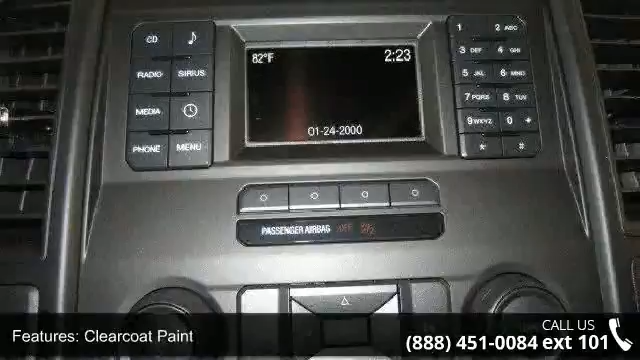 CD
RADIO SIRIUS
MEDIA
PHONE MENU
82°F 2:23
01-24-2000
1 2 ABC
3 DEF 4 GHI
5 JKL 6 MNO
7 PQRS 8 TUV
9 WXYZ 0 +
* #
PASSENGER AIRBAG OFF
Features: Clearcoat Paint
CALL US
(888) 451-0084 ext 101